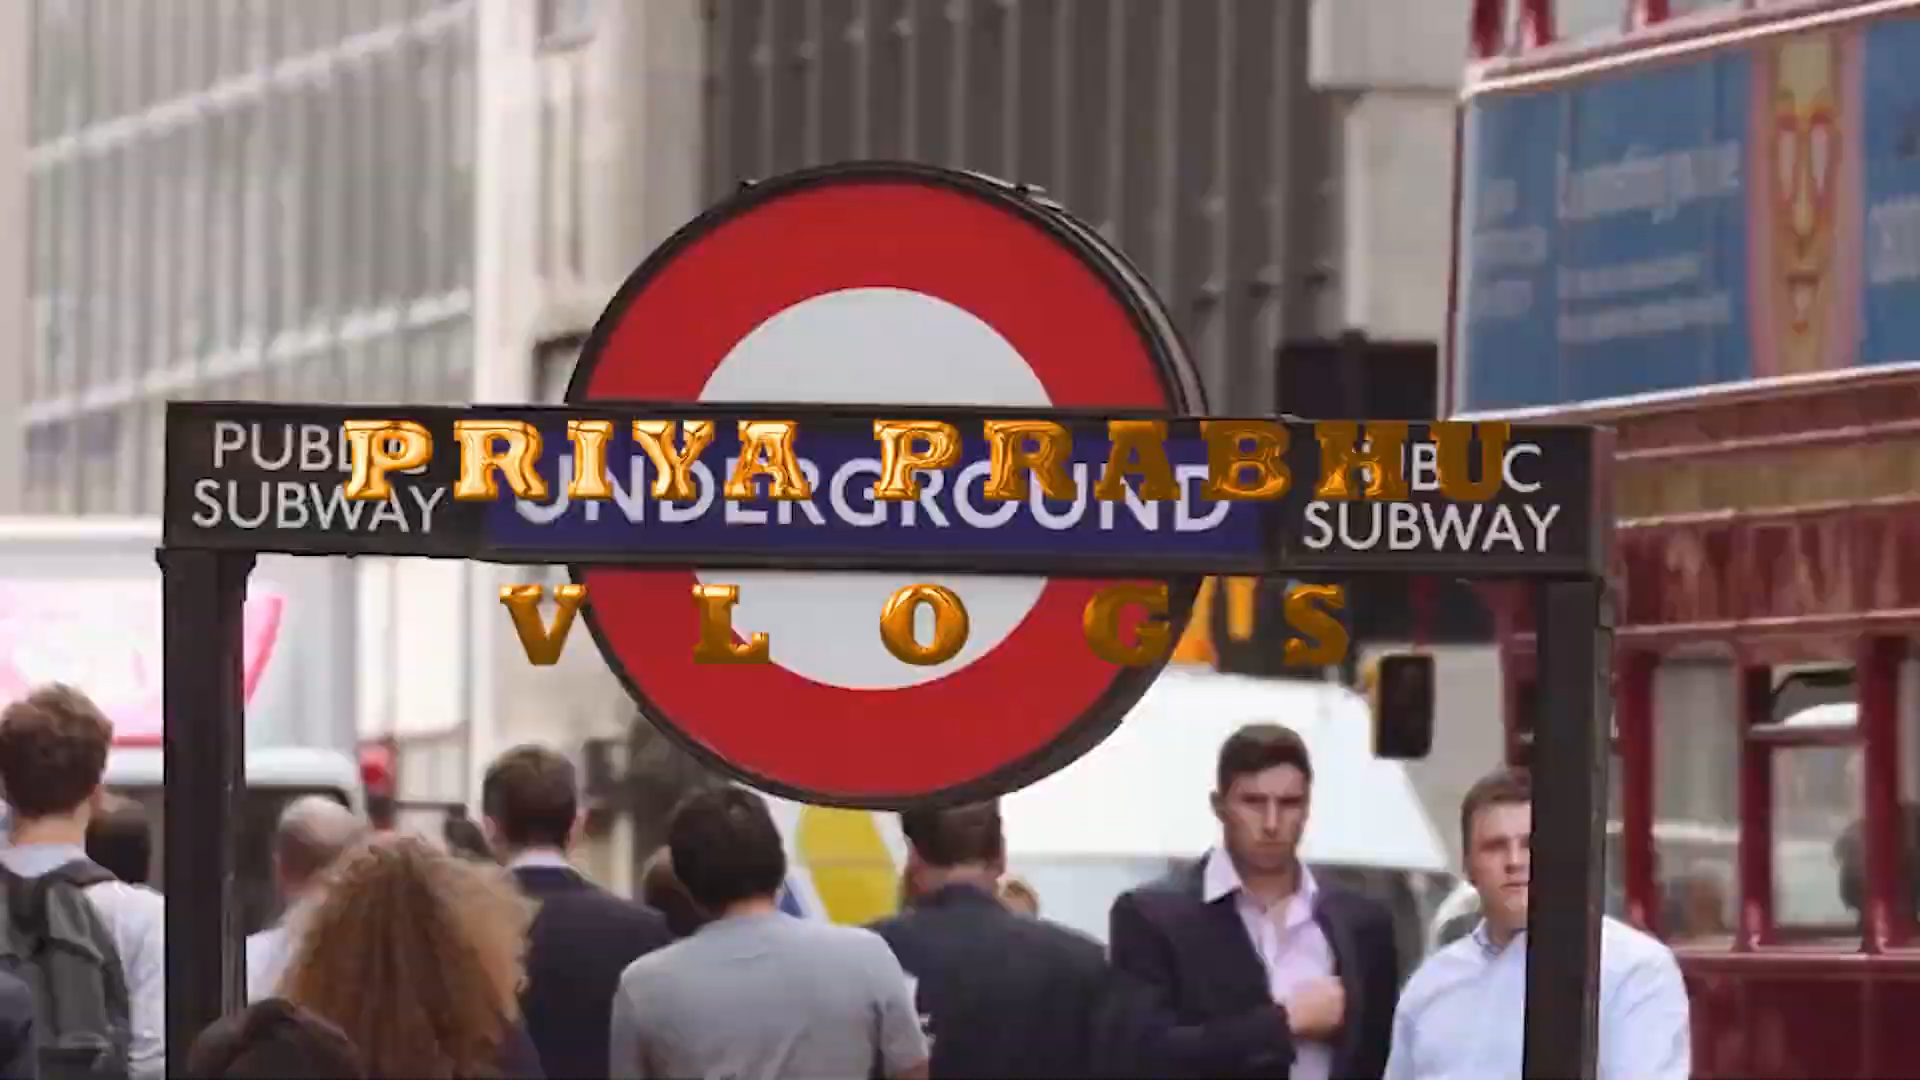 PUBLIC
SUBWAY
PRIYA PRABHU
UNDERGROUND
PUBLIC
SUBWAY
VLOGS